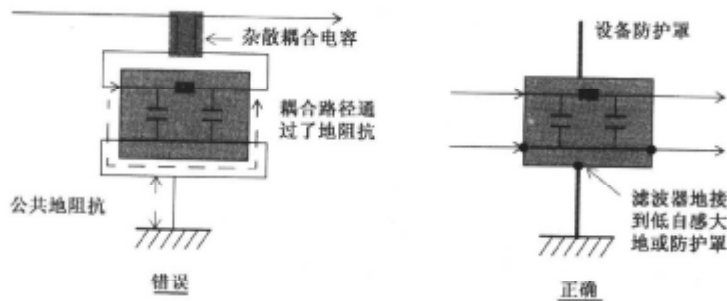 杂散耦合电容
耦合路径通
过了地阻抗
公共地阻抗
错误
设备防护罩
滤波器地接
到低自感大
地或防护罩
正确